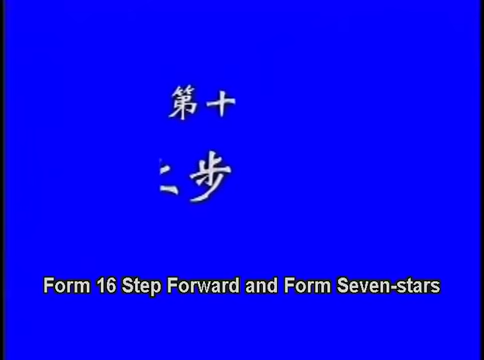 第十
步
Form 16 Step Forward and Form Seven-stars